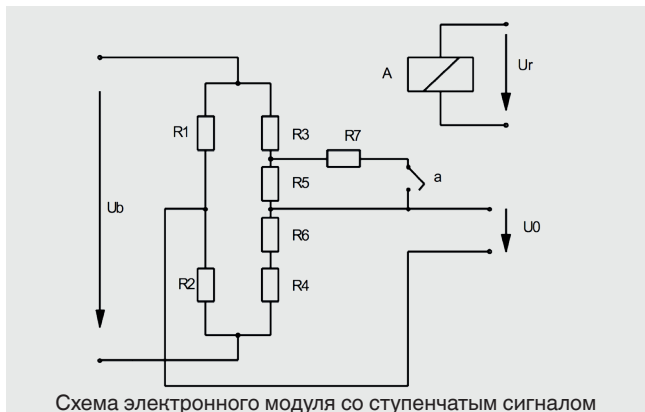 A
Ur
R1
R3
R7
R5
a
Ub
R6
U0
R2
R4
Схема электронного модуля со ступенчатым сигналом